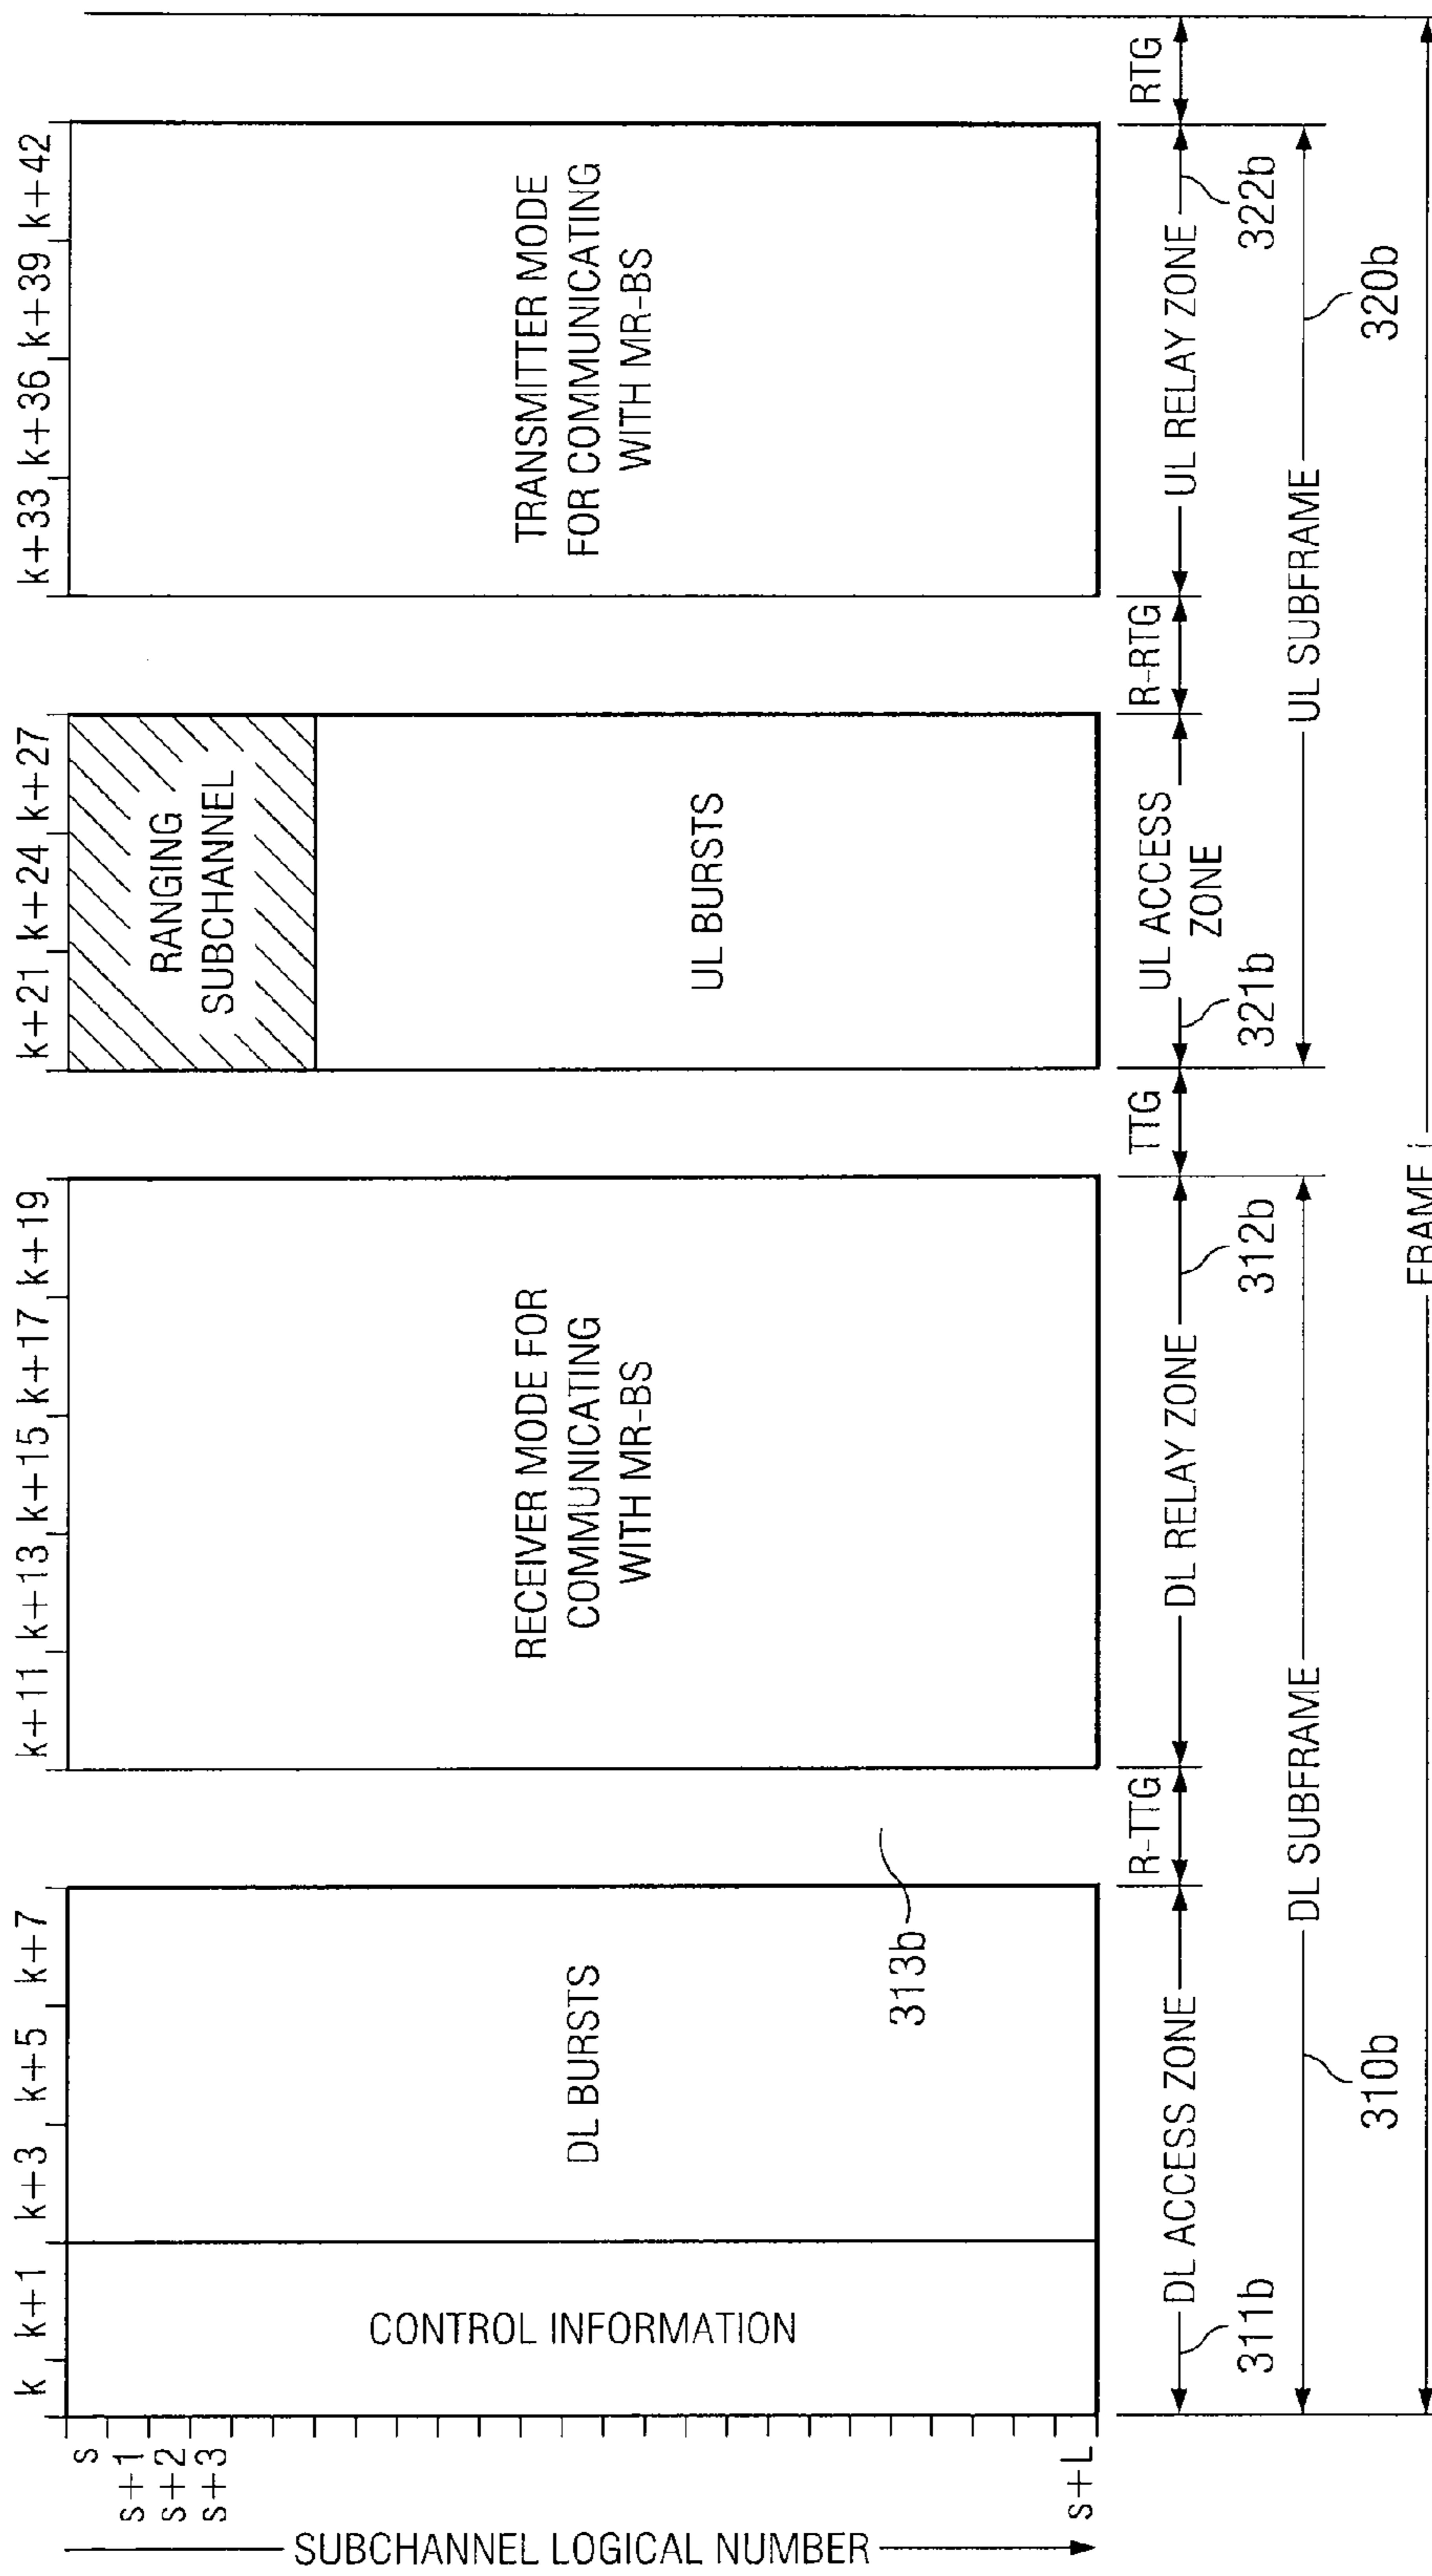 k k+1 k+3 k+5 k+7 k+11 k+13 k+15 k+17 k+19 k+21 k+24 k+27 k+33 k+36 k+39 k+42
s
s+1
s+2
s+3
s+L
SUBCHANNEL LOGICAL NUMBER
CONTROL INFORMATION
DL BURSTS
313b
RECEIVER MODE FOR
COMMUNICATING
WITH MR-BS
RANGING
SUBCHANNEL
UL BURSTS
TRANSMITTER MODE
FOR COMMUNICATING
WITH MR-BS
DL ACCESS ZONE
R-TTG
DL RELAY ZONE
TTG
UL ACCESS
ZONE
R-RTG
UL RELAY ZONE
RTG
311b
312b
321b
322b
DL SUBFRAME
UL SUBFRAME
310b
320b
FRAME